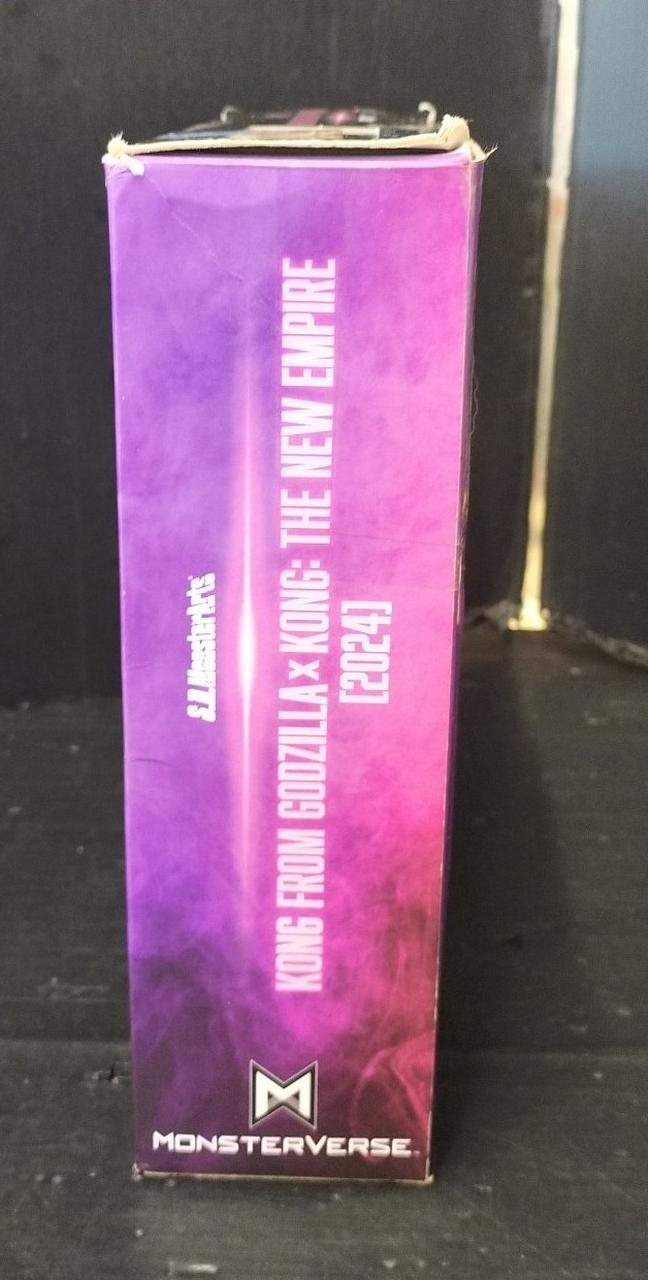 S.H.MonsterArts
KONG FROM GODZILLA x KONG: THE NEW EMPIRE
[2024]
M
MONSTERVERSE